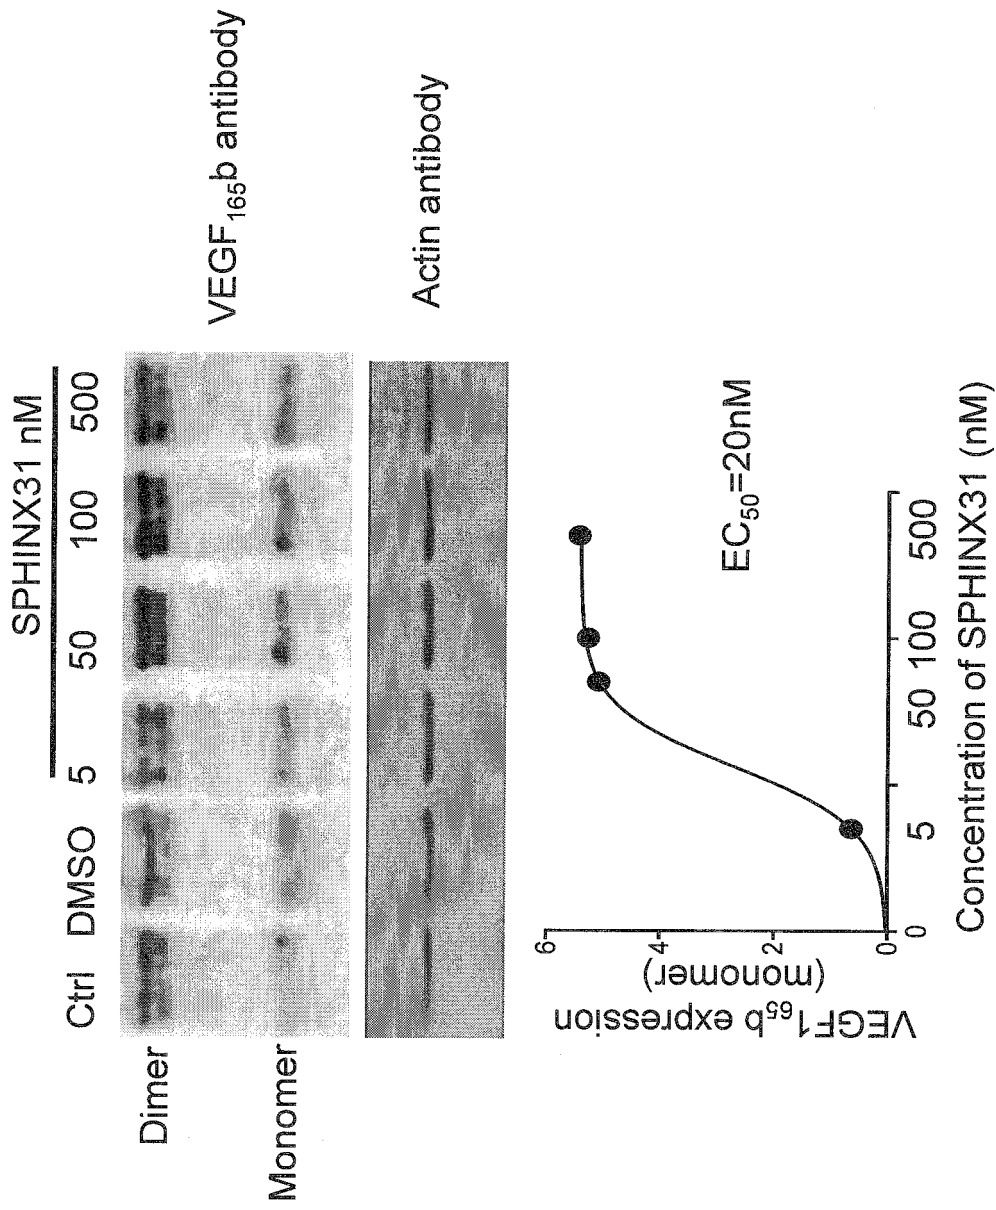 SPHINX31 nM
Ctrl DMSO 5 50 100 500
Dimer
Monomer
VEGF₁₆₅b antibody
Actin antibody
VEGF1₆₅b expression
(monomer)
6
4
2
0
EC₅₀=20nM
0 5 50 100 500
Concentration of SPHINX31 (nM)